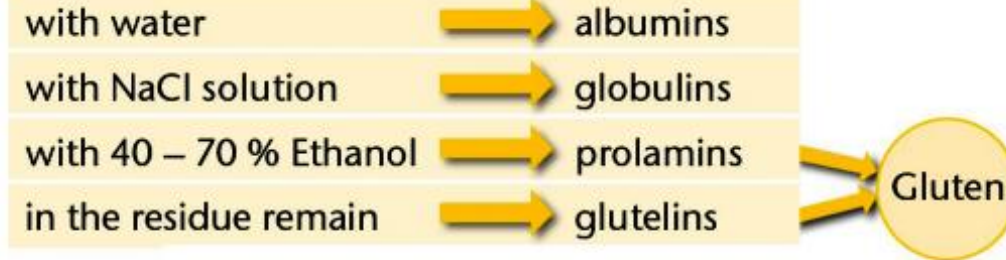 with water albumins
with NaCl solution globulins
with 40 – 70 % Ethanol prolamins
Gluten
in the residue remain glutelins